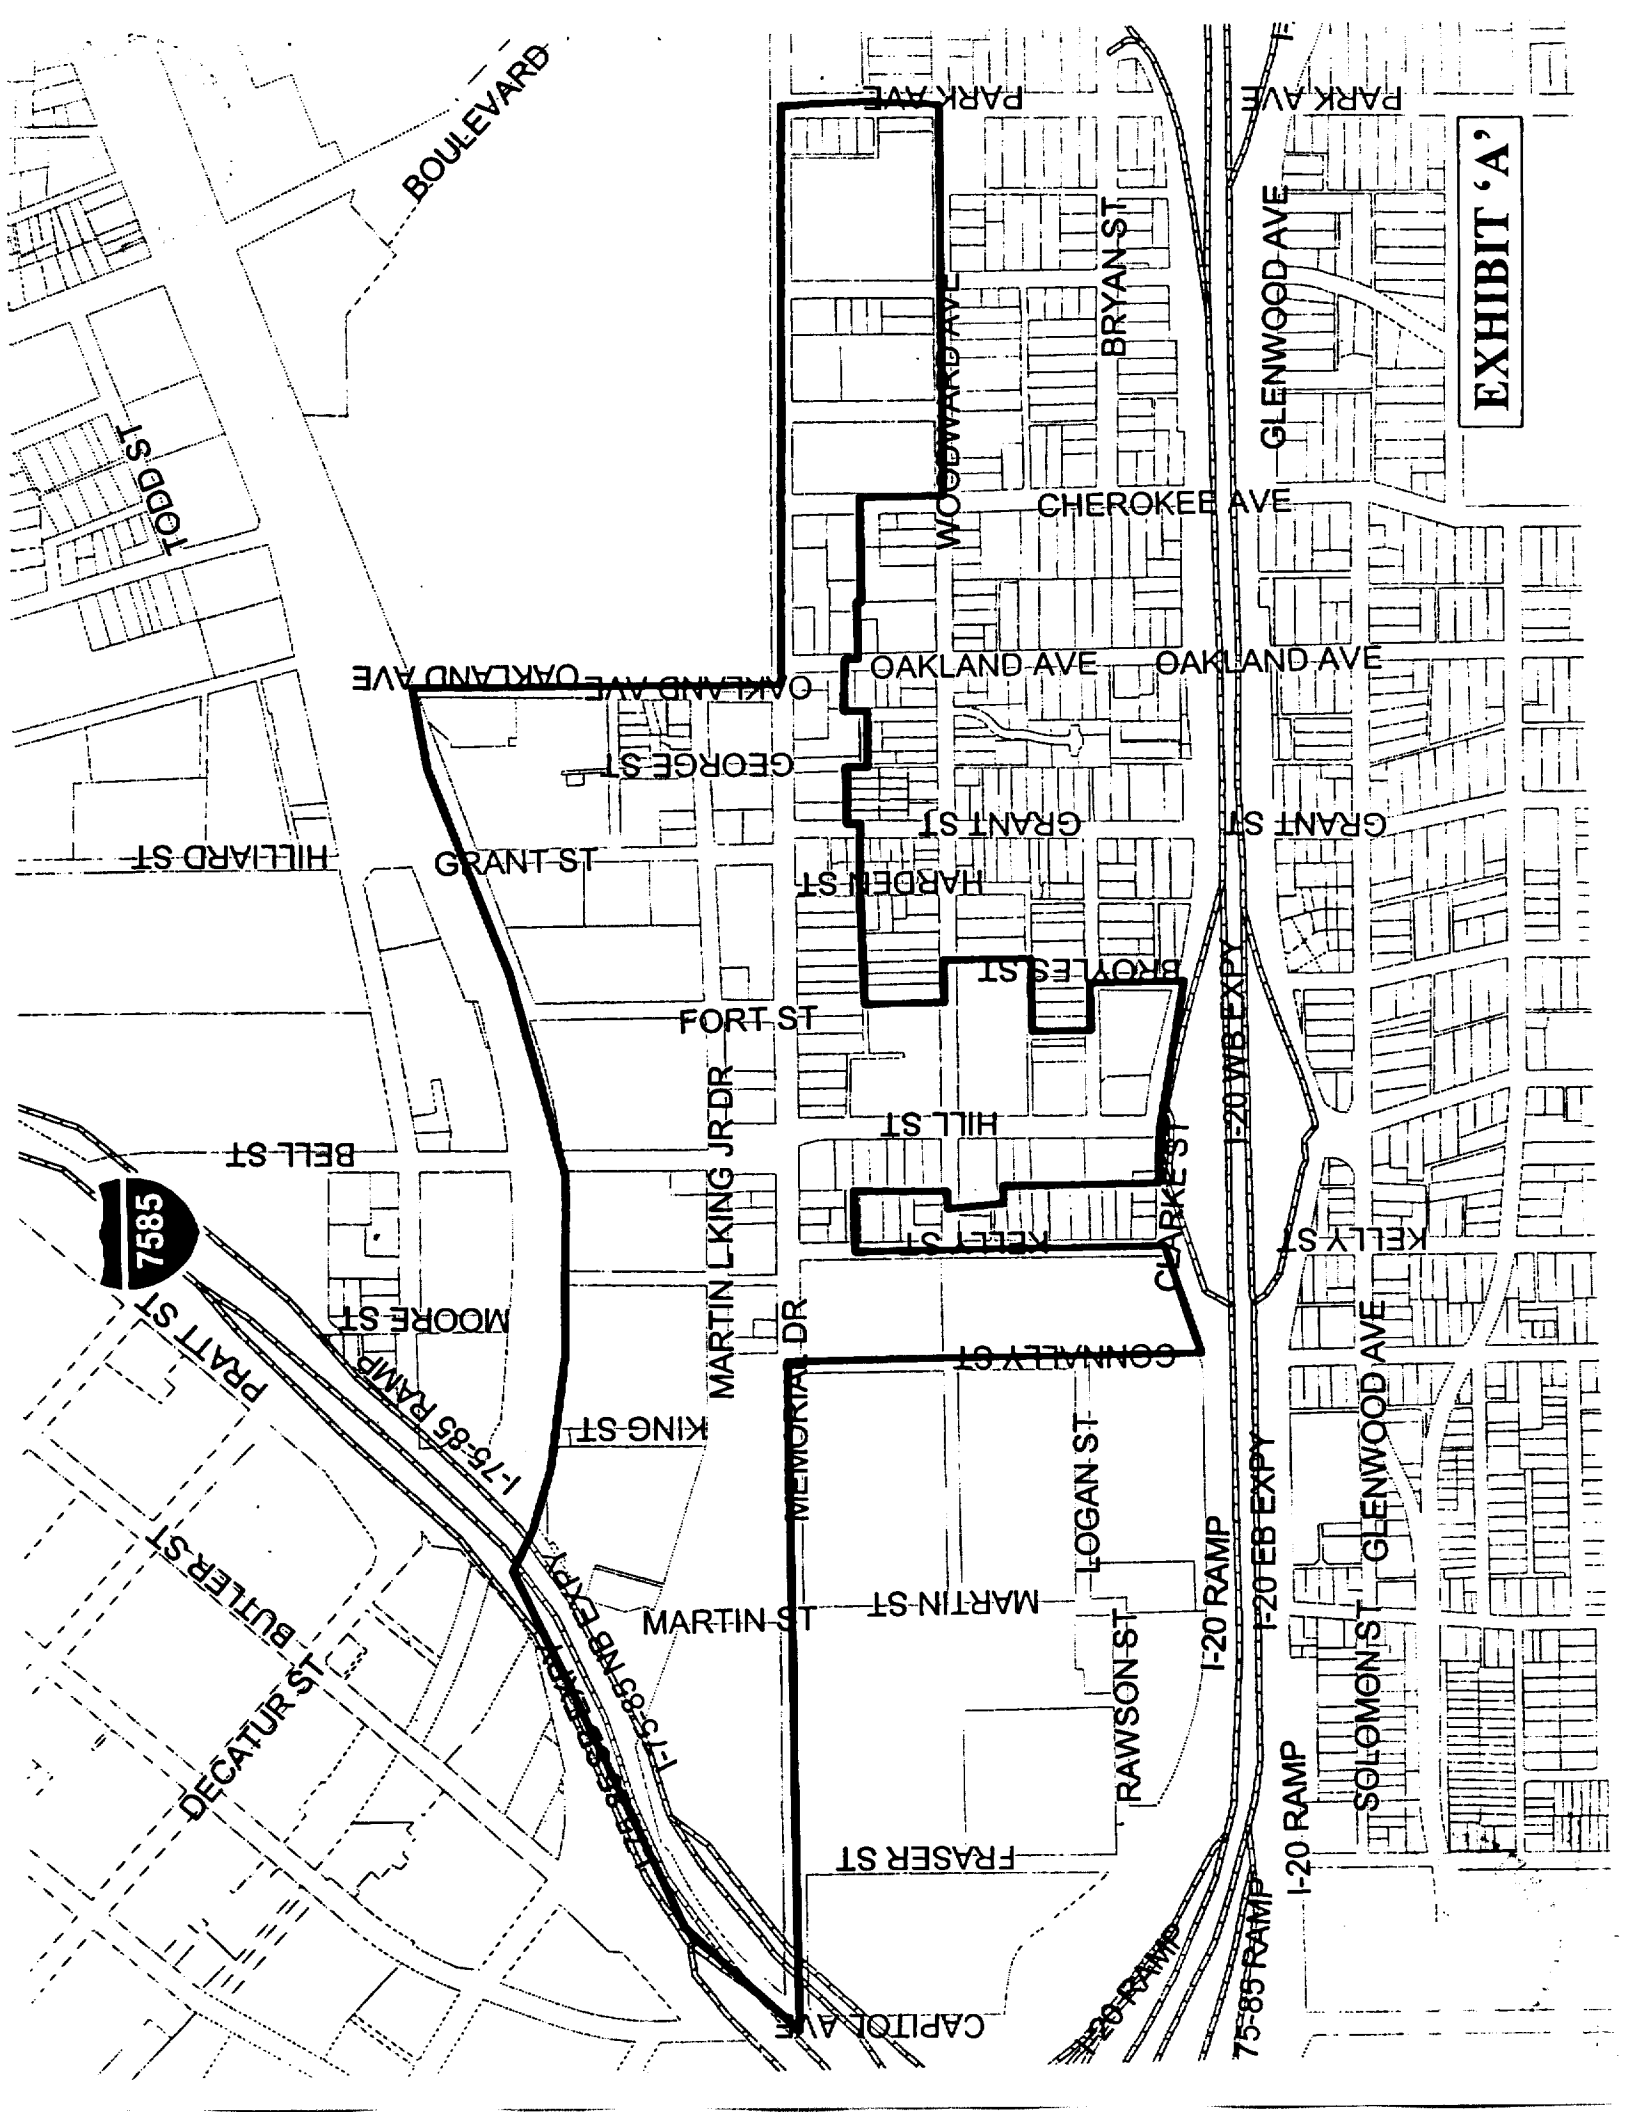 BOULEVARD
PARK AVE
PARK AVE
EXHIBIT 'A'
TODD ST
BRYAN ST
GLENWOOD AVE
WOODWARD AVE
CHEROKEE AVE
OAKLAND AVE
OAKLAND AVE
OAKLAND AVE
OAKLAND AVE
GEORGE ST
HILLIARD ST
GRANT ST
GRANT ST
GRANT ST
HARDEN ST
BROYLES ST
FORT ST
I-20 WB EXPY
MARTIN L KING JR DR
HILL ST
BELL ST
CLARKE ST
7585
KELLY ST
KELLY ST
PRATT ST
MOORE ST
I-75-85 RAMP
MEMORIAL DR
CONNALLY ST
GLENWOOD AVE
KING ST
LOGAN ST
I-20 EB EXPY
BUTLER ST
I-75-85 NB EXPY
MARTIN ST
MARTIN ST
I-20 RAMP
RAWSON ST
SOLOMON ST
DECATUR ST
I-75-85 SB EXPY
FRASER ST
I-20 RAMP
CAPITOL AVE
I-20 RAMP
75-85 RAMP